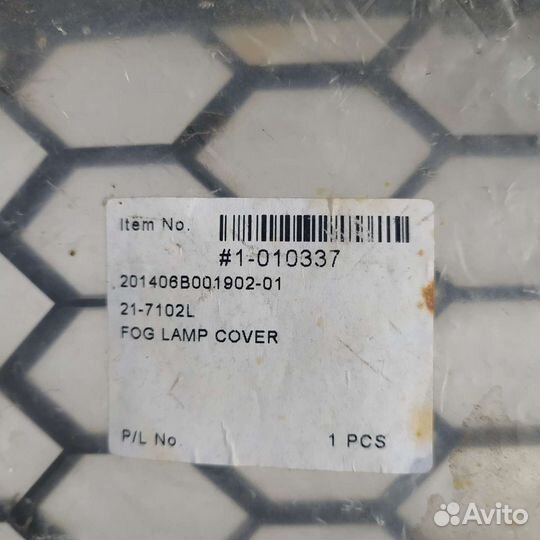 Item No.
#1-010337
201406B001902-01
21-7102L
FOG LAMP COVER
P/L No. 1 PCS
Avito